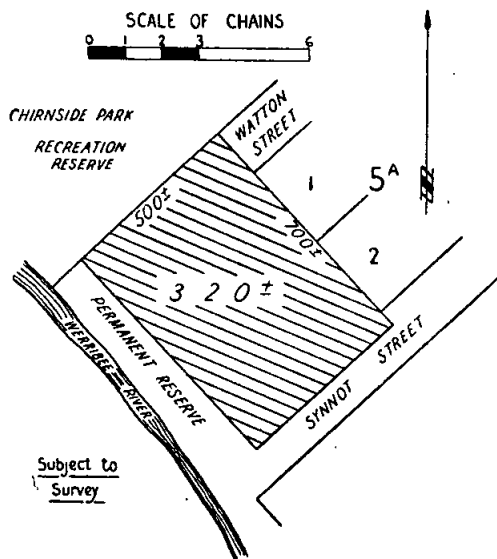 SCALE OF CHAINS
0 1 2 3 6
CHIRNSIDE PARK
RECREATION
RESERVE
WATTON
STREET
1
5A
500±
700±
2
3 2 0±
PERMANENT RESERVE
WERRIBEE RIVER
SYNNOT STREET
Subject to
Survey